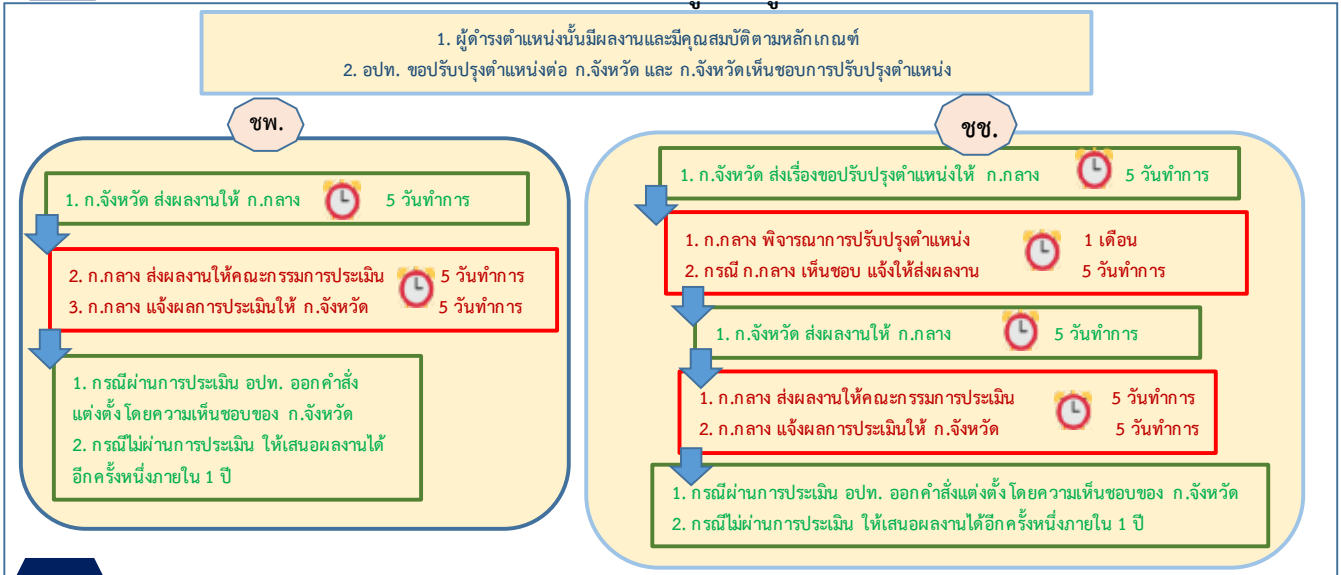 1. ผู้ดำรงตำแหน่งนั้นมีผลงานและมีคุณสมบัติตามหลักเกณฑ์
2. อปท. ขอปรับปรุงตำแหน่งต่อ ก.จังหวัด และ ก.จังหวัดเห็นชอบการปรับปรุงตำแหน่ง
ชพ.
1. ก.จังหวัด ส่งผลงานให้ ก.กลาง 5 วันทำการ
2. ก.กลาง ส่งผลงานให้คณะกรรมการประเมิน 5 วันทำการ
3. ก.กลาง แจ้งผลการประเมินให้ ก.จังหวัด 5 วันทำการ
1. กรณีผ่านการประเมิน อปท. ออกคำสั่ง
แต่งตั้ง โดยความเห็นชอบของ ก.จังหวัด
2. กรณีไม่ผ่านการประเมิน ให้เสนอผลงานได้
อีกครั้งหนึ่งภายใน 1 ปี
ชช.
1. ก.จังหวัด ส่งเรื่องขอปรับปรุงตำแหน่งให้ ก.กลาง 5 วันทำการ
1. ก.กลาง พิจารณาการปรับปรุงตำแหน่ง 1 เดือน
2. กรณี ก.กลาง เห็นชอบ แจ้งให้ส่งผลงาน 5 วันทำการ
1. ก.จังหวัด ส่งผลงานให้ ก.กลาง 5 วันทำการ
1. ก.กลาง ส่งผลงานให้คณะกรรมการประเมิน 5 วันทำการ
2. ก.กลาง แจ้งผลการประเมินให้ ก.จังหวัด 5 วันทำการ
1. กรณีผ่านการประเมิน อปท. ออกคำสั่งแต่งตั้ง โดยความเห็นชอบของ ก.จังหวัด
2. กรณีไม่ผ่านการประเมิน ให้เสนอผลงานได้อีกครั้งหนึ่งภายใน 1 ปี